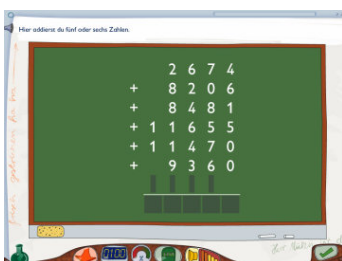 Hier addierst du fünf oder sechs Zahlen.
2 6 7 4
+ 8 2 0 6
+ 8 4 8 1
+ 1 1 6 5 5
+ 1 1 4 7 0
+ 9 3 6 0